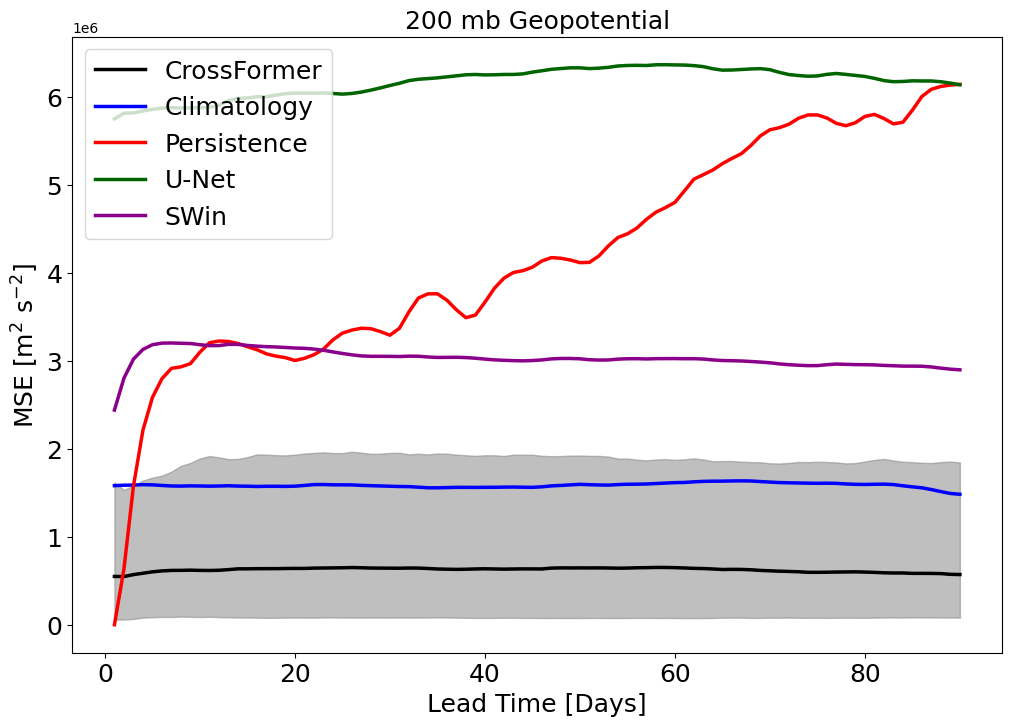 200 mb Geopotential
1e6
CrossFormer
Climatology
Persistence
U-Net
SWin
MSE [m² s⁻²]
6
5
4
3
2
1
0
0 20 40 60 80
Lead Time [Days]